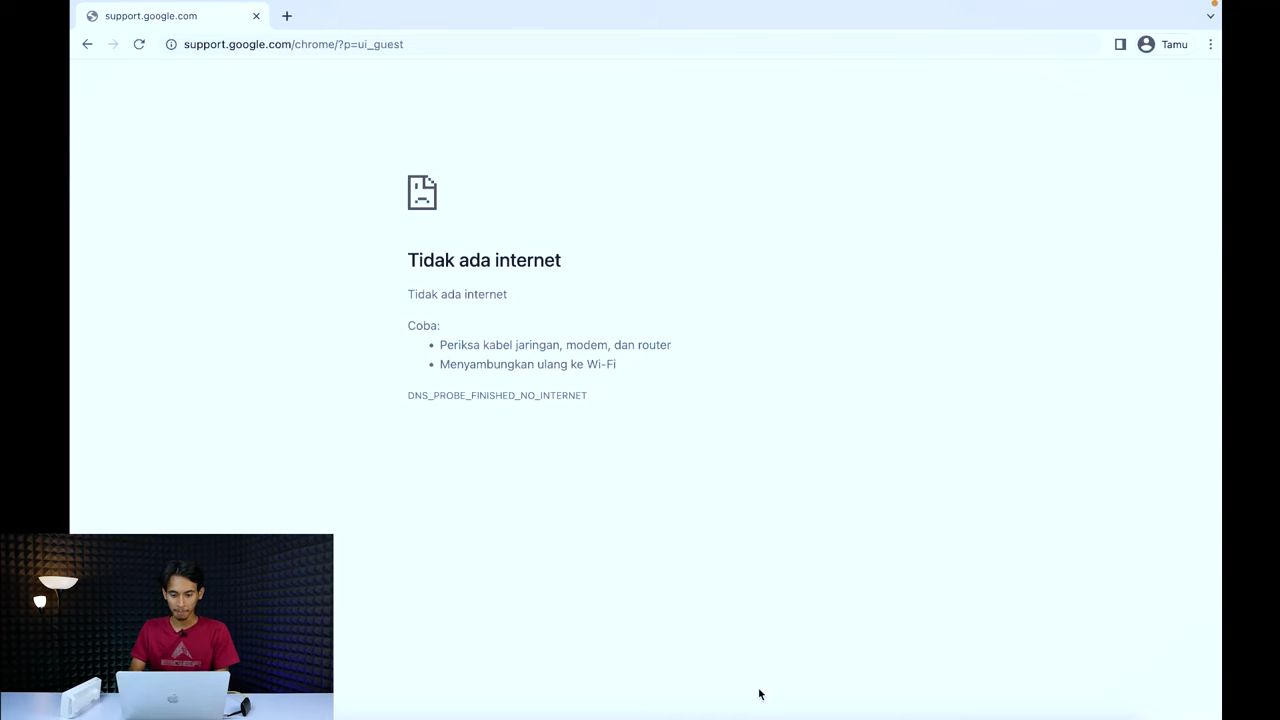 support.google.com
support.google.com/chrome/?p=ui_guest
Tamu
Tidak ada internet
Tidak ada internet
Coba:
• Periksa kabel jaringan, modem, dan router
• Menyambungkan ulang ke Wi-Fi
DNS_PROBE_FINISHED_NO_INTERNET
EIGER